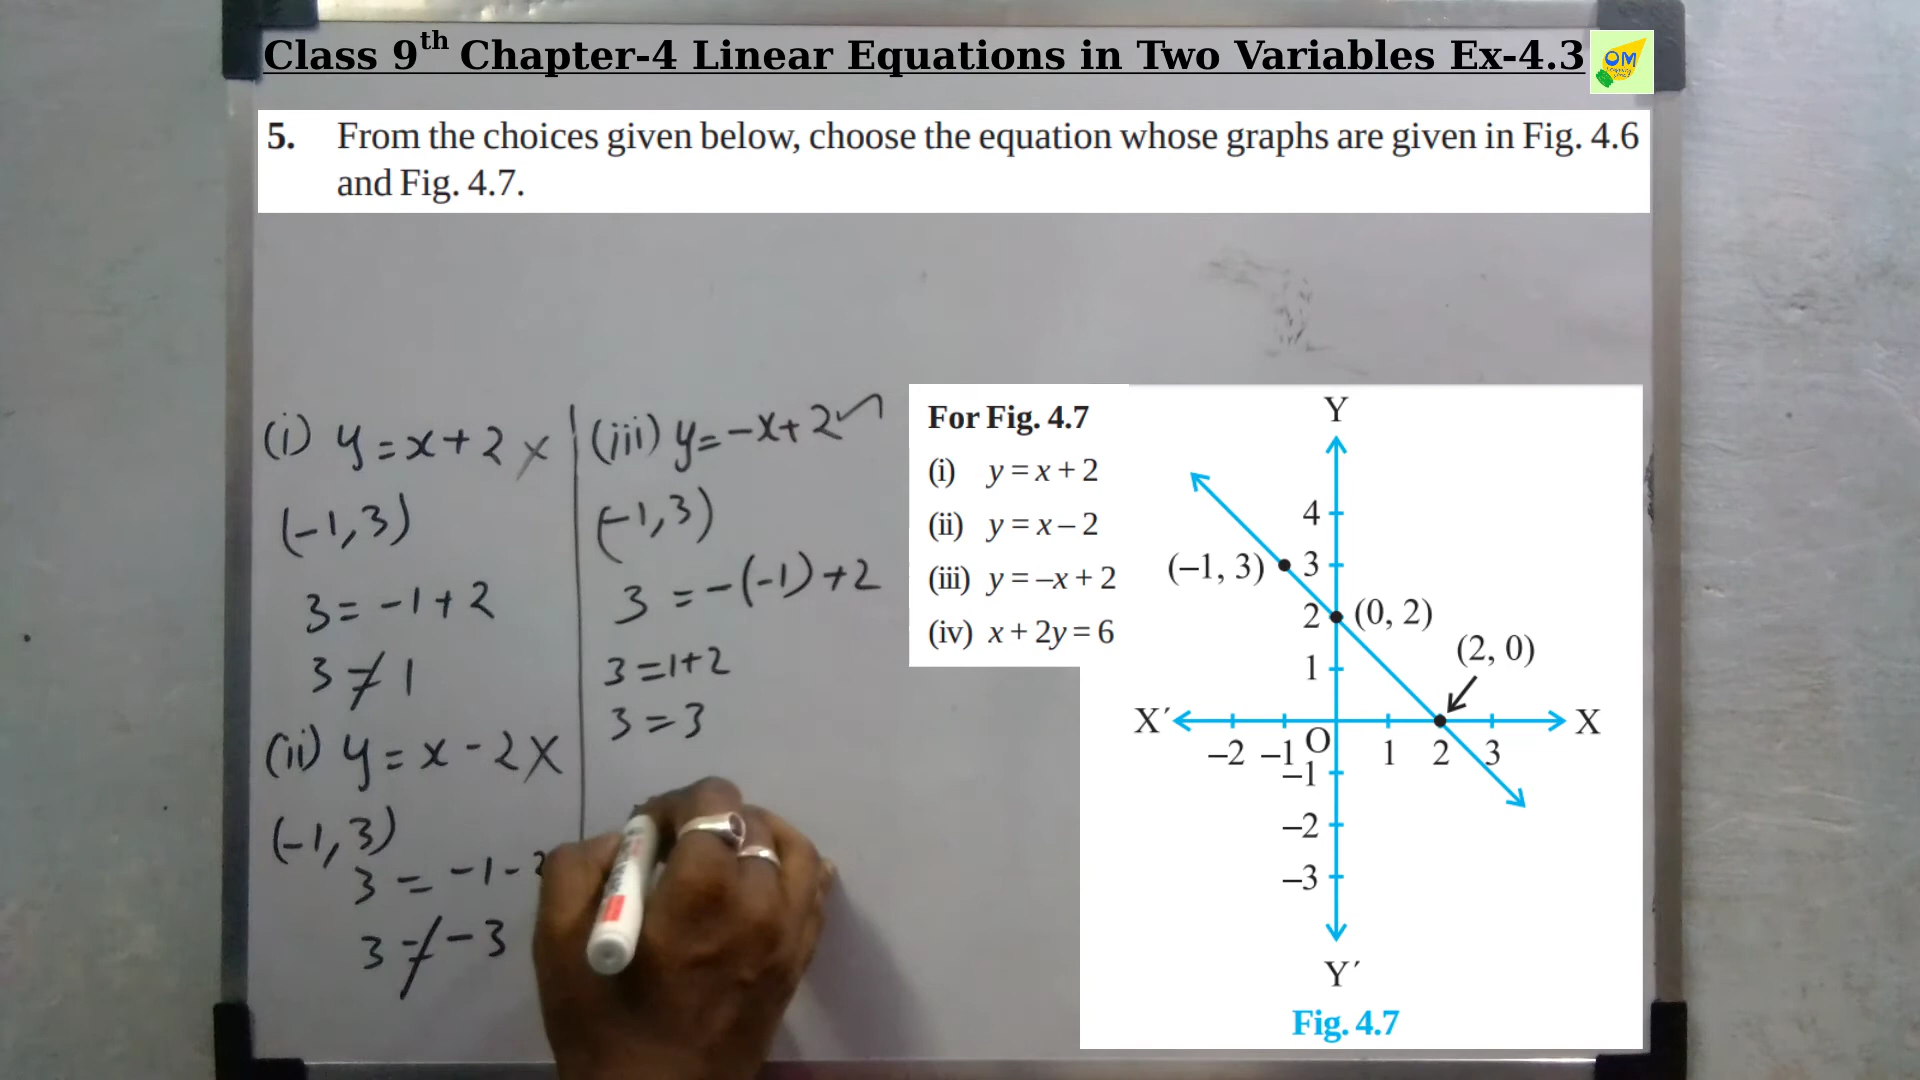 Class 9th Chapter-4 Linear Equations in Two Variables Ex-4.3
OM
5. From the choices given below, choose the equation whose graphs are given in Fig. 4.6
and Fig. 4.7.
(i) y = x + 2 ×
(-1, 3)
3 = -1 + 2
3 ≠ 1
(ii) y = x - 2 ×
(-1, 3)
3 = -1 -
3 ≠ -3
(iii) y = -x + 2 ✓
(-1, 3)
3 = -(-1) + 2
3 = 1 + 2
3 = 3
For Fig. 4.7
(i) y = x + 2
(ii) y = x – 2
(iii) y = –x + 2
(iv) x + 2y = 6
Y
4
(–1, 3) 3
2 (0, 2)
(2, 0)
1
X′ O X
–2 –1 1 2 3
–1
–2
–3
Y′
Fig. 4.7